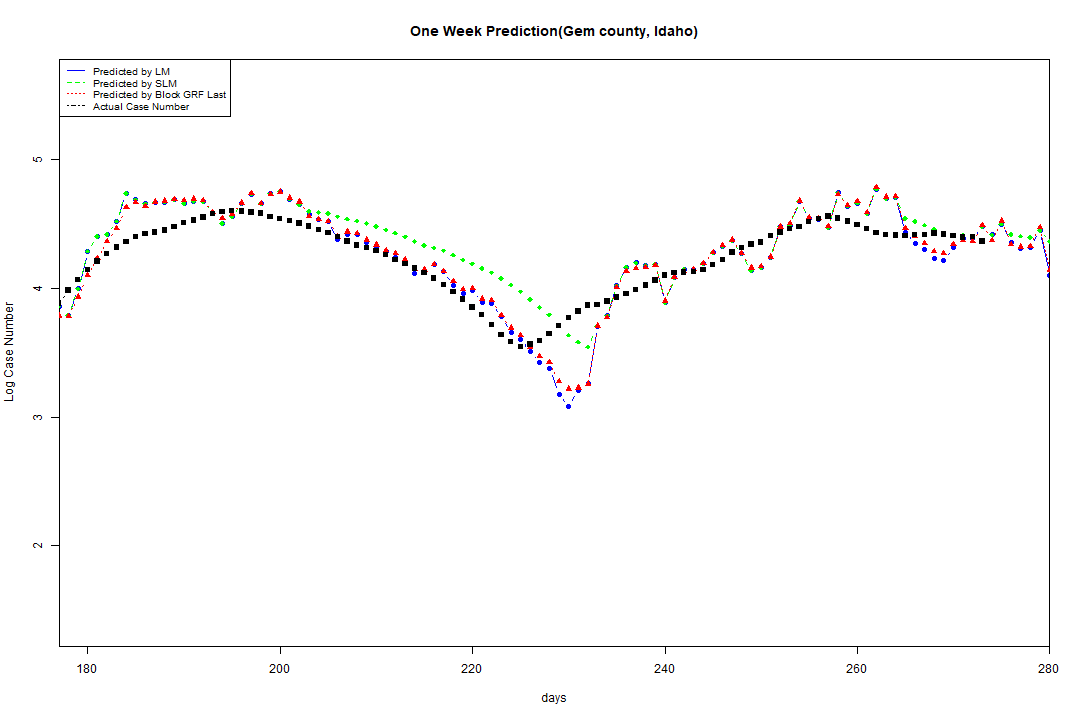 One Week Prediction(Gem county, Idaho)
Predicted by LM
Predicted by SLM
Predicted by Block GRF Last
Actual Case Number
5
4
3
2
Log Case Number
180 200 220 240 260 280
days